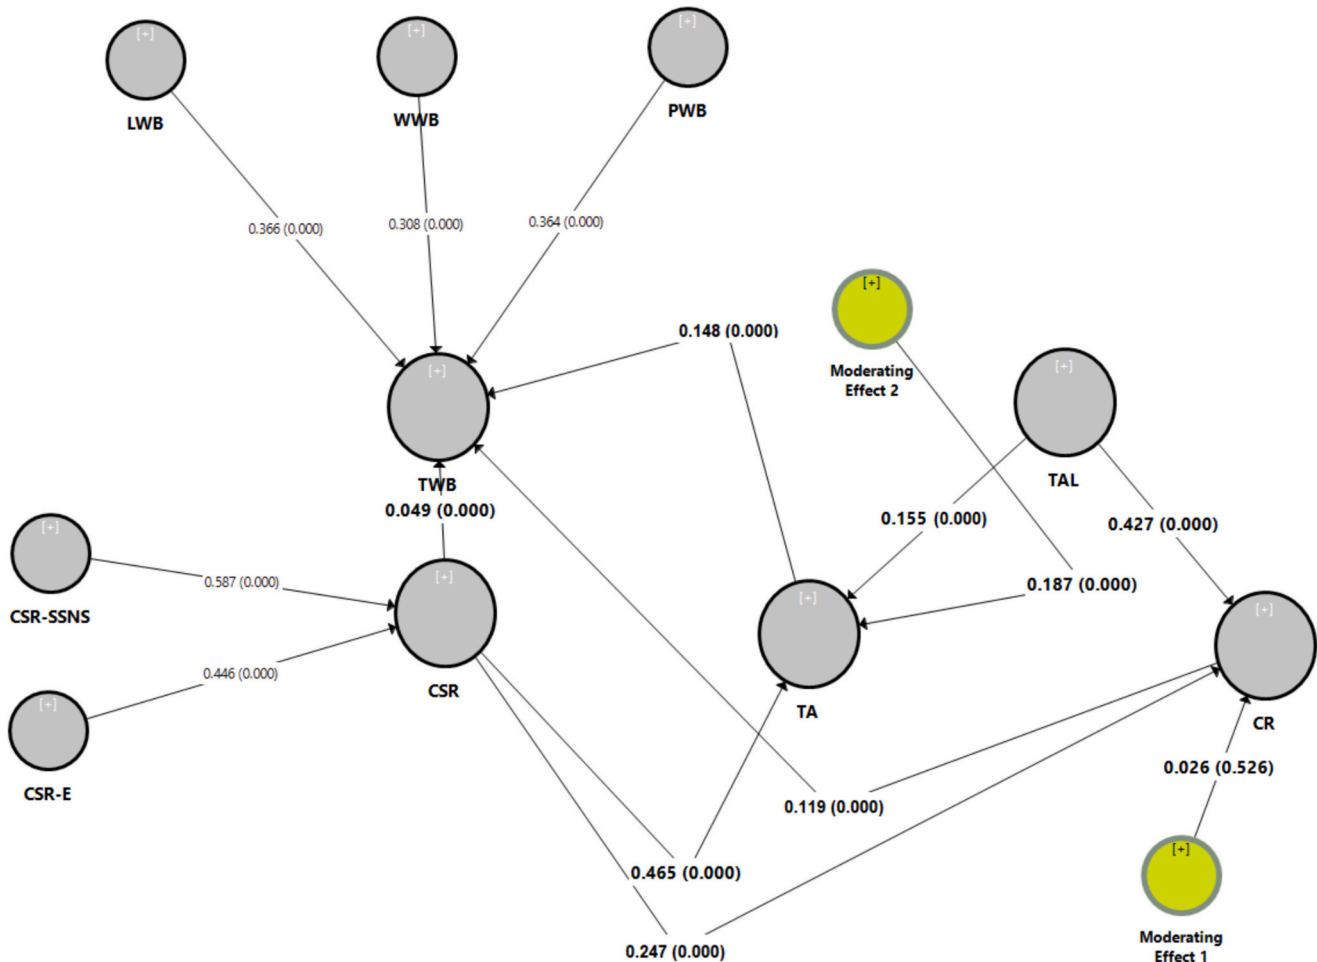 [+]
[+]
[+]
LWB
WWB
PWB
0.366 (0.000)
0.308 (0.000)
0.364 (0.000)
[+]
Moderating
Effect 2
0.148 (0.000)
[+]
TAL
[+]
TWB
0.049 (0.000)
0.155 (0.000)
0.427 (0.000)
[+]
CSR-SSNS
0.587 (0.000)
[+]
CSR
0.187 (0.000)
[+]
TA
[+]
CR
0.446 (0.000)
[+]
CSR-E
0.026 (0.526)
0.119 (0.000)
0.465 (0.000)
[+]
Moderating
Effect 1
0.247 (0.000)